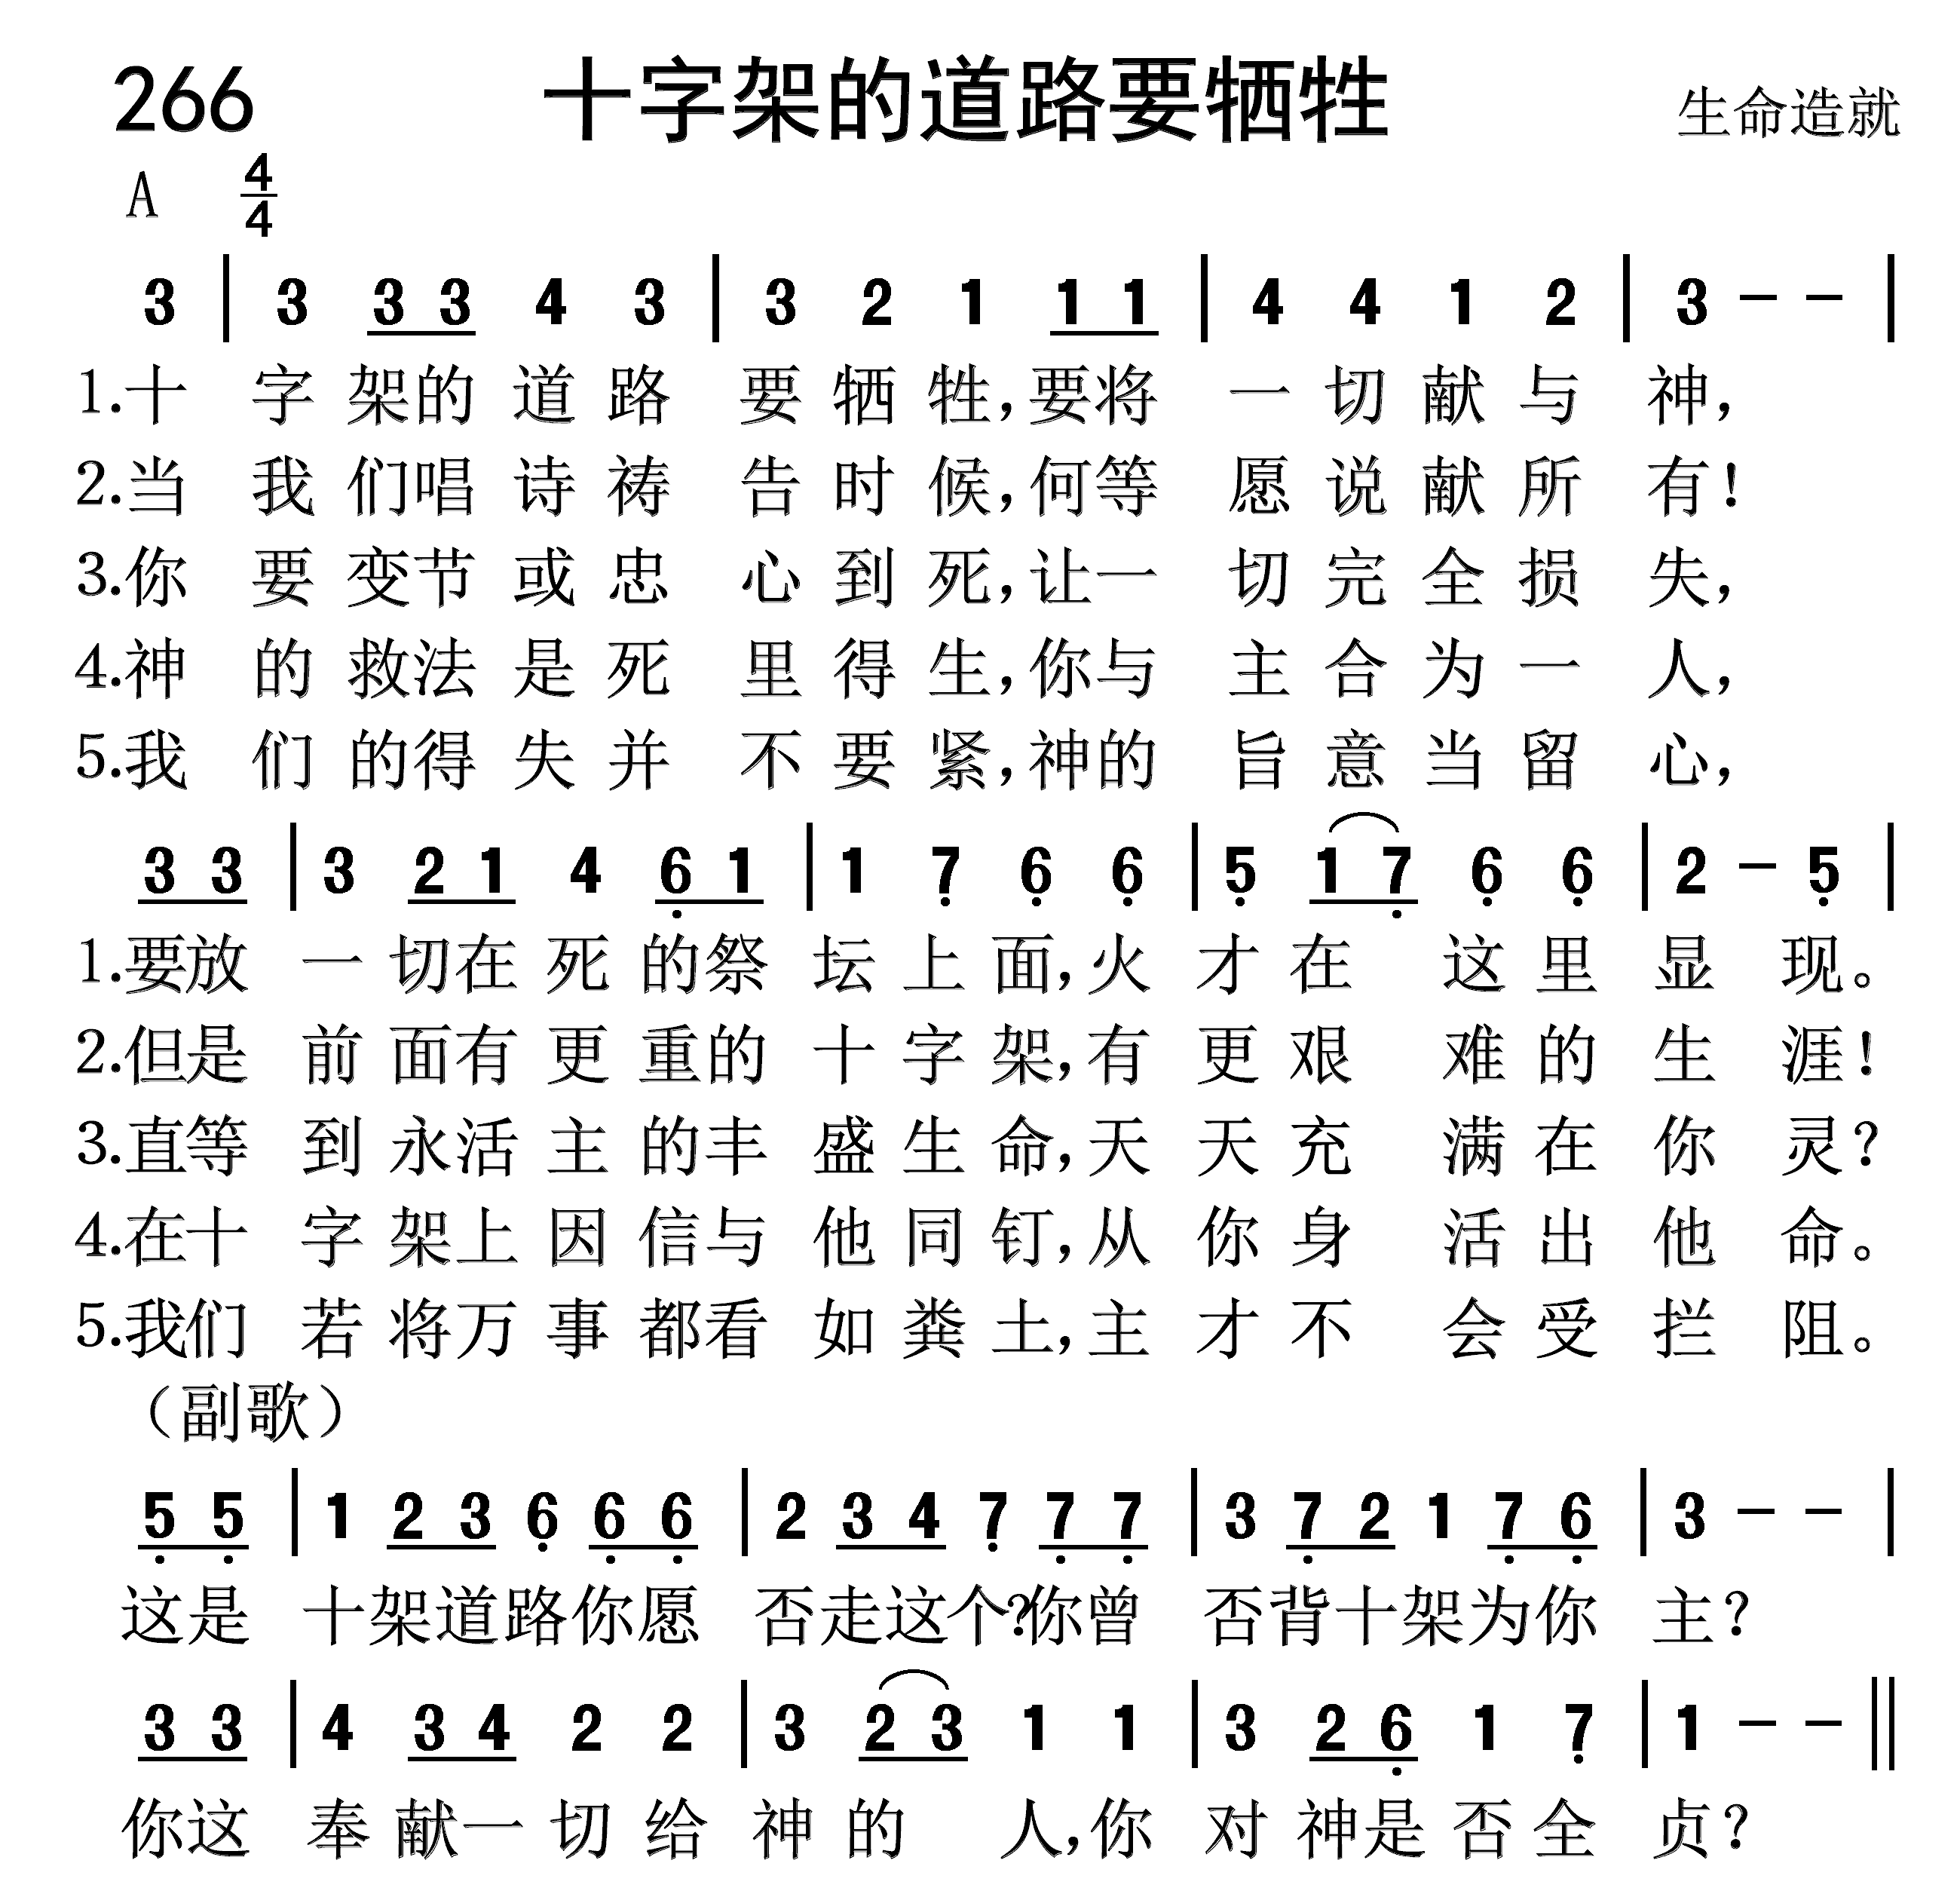 266 十字架的道路要牺牲 生命造就
A 4/4
3 | 3 3 3 4 3 | 3 2 1 1 1 | 4 4 1 2 | 3 – – |
1.十字架的道路要牺牲,要将一切献与神,
2.当我们唱诗祷告时候,何等愿说献所有!
3.你要变节或忠心到死,让一切完全损失,
4.神的救法是死里得生,你与主合为一人,
5.我们的得失并不要紧,神的旨意当留心,
3 3 | 3 2 1 4 6̣ 1 | 1 7̣ 6̣ 6̣ | 5̣ 1 7̣ 6̣ 6̣ | 2 – 5̣ |
1.要放一切在死的祭坛上面,火才在这里显现。
2.但是前面有更重的十字架,有更艰难的生涯!
3.直等到永活主的丰盛生命,天天充满在你灵?
4.在十字架上因信与他同钉,从你身活出他命。
5.我们若将万事都看如粪土,主才不会受拦阻。
（副歌）
5̣ 5̣ | 1 2 3 6̣ 6̣ 6̣ | 2 3 4 7̣ 7̣ 7̣ | 3 7̣ 2 1 7̣ 6̣ | 3 – – |
这是十架道路你愿否走这个?你曾否背十架为你主?
3 3 | 4 3 4 2 2 | 3 2 3 1 1 | 3 2 6̣ 1 7̣ | 1 – – ‖
你这奉献一切给神的人,你对神是否全贞?